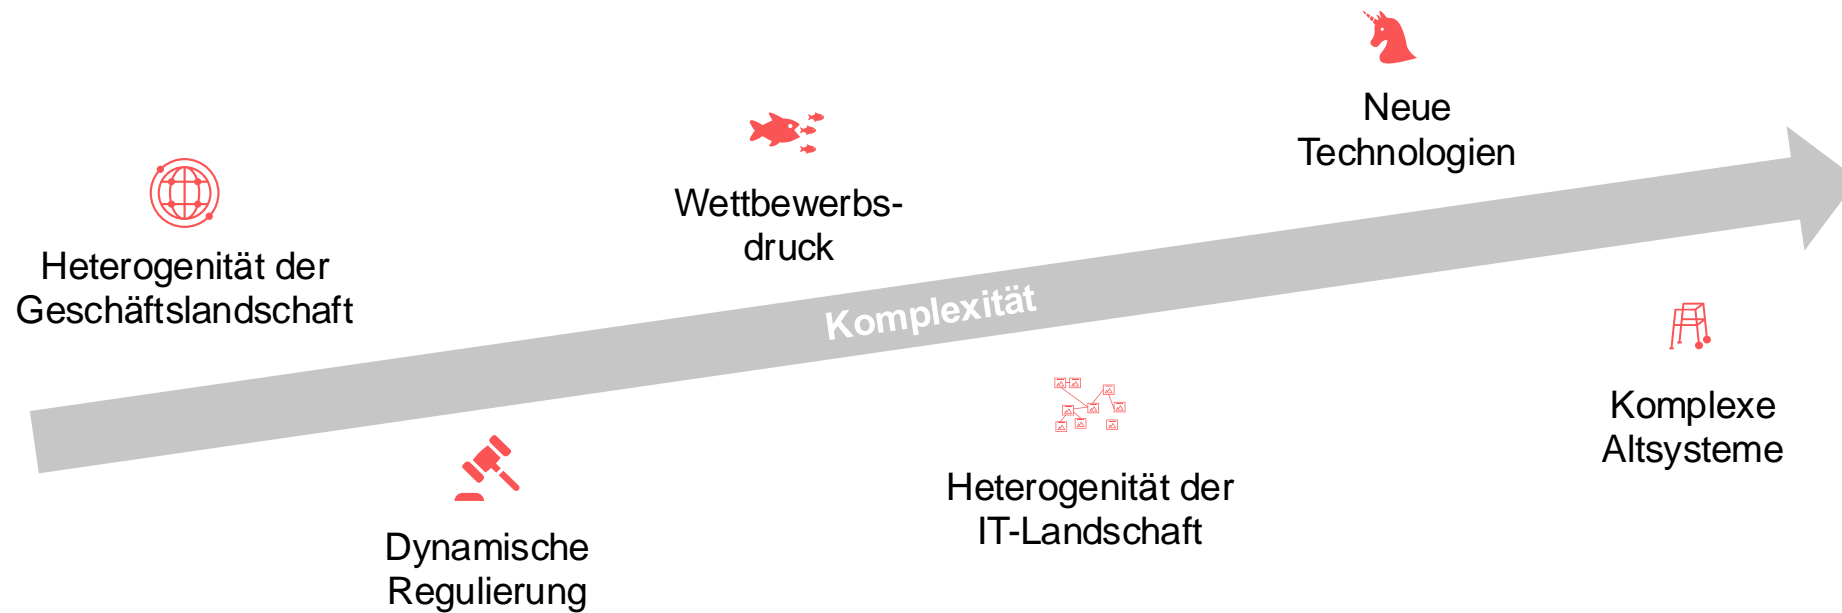 Heterogenität der
Geschäftslandschaft
Dynamische
Regulierung
Wettbewerbs-
druck
Komplexität
Heterogenität der
IT-Landschaft
Neue
Technologien
Komplexe
Altsysteme